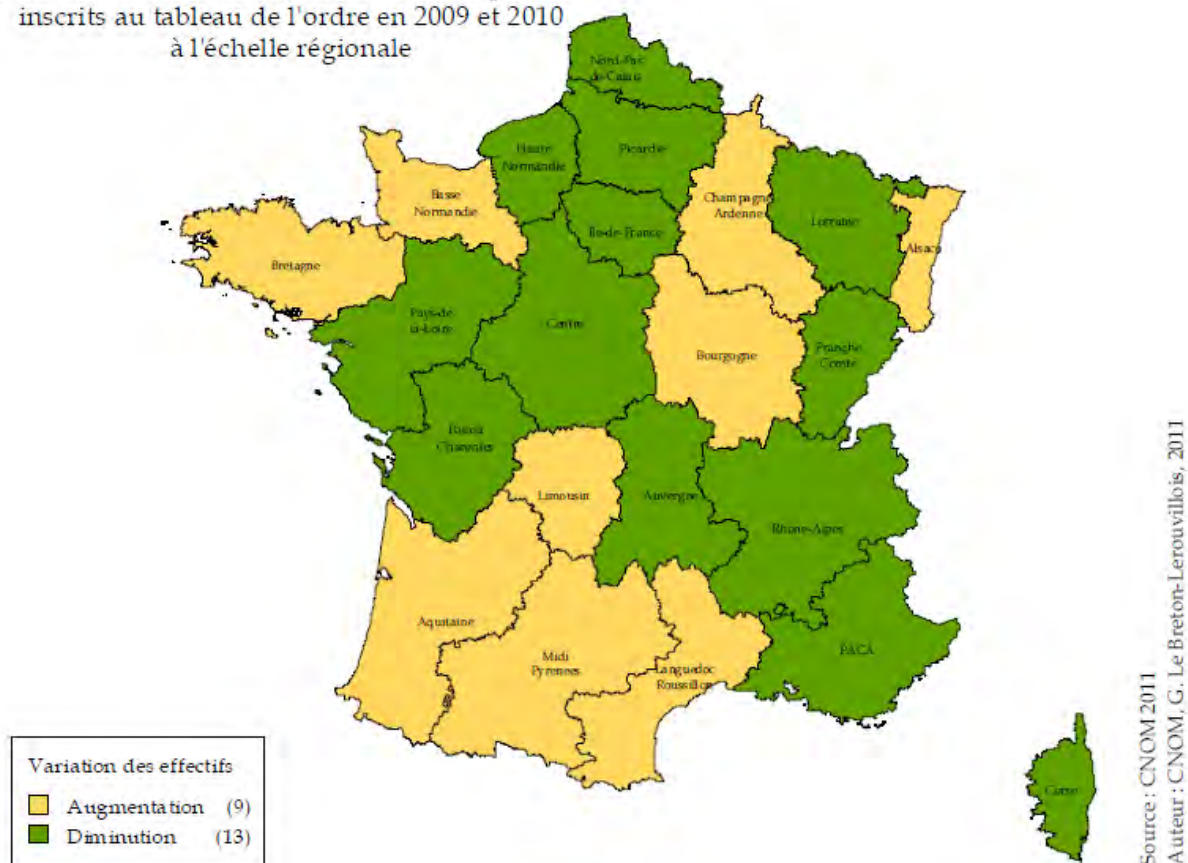 inscrits au tableau de l'ordre en 2009 et 2010
à l'échelle régionale
Nord-Pas
de-Calais
Haute
Normandie
Picardie
Basse
Normandie
Champagne
Ardenne
Ile-de-France
Lorraine
Alsace
Bretagne
Pays-de
la-Loire
Centre
Bourgogne
Franche
Comte
Poitou
Charentes
Limousin
Auvergne
Rhone-Alpes
Aquitaine
Midi
Pyrenees
Languedoc
Roussillon
PACA
Corse
Variation des effectifs
Augmentation (9)
Diminution (13)
Source : CNOM 2011
Auteur : CNOM, G. Le Breton-Lerouvillois, 2011